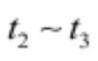 t₂ ~ t₃